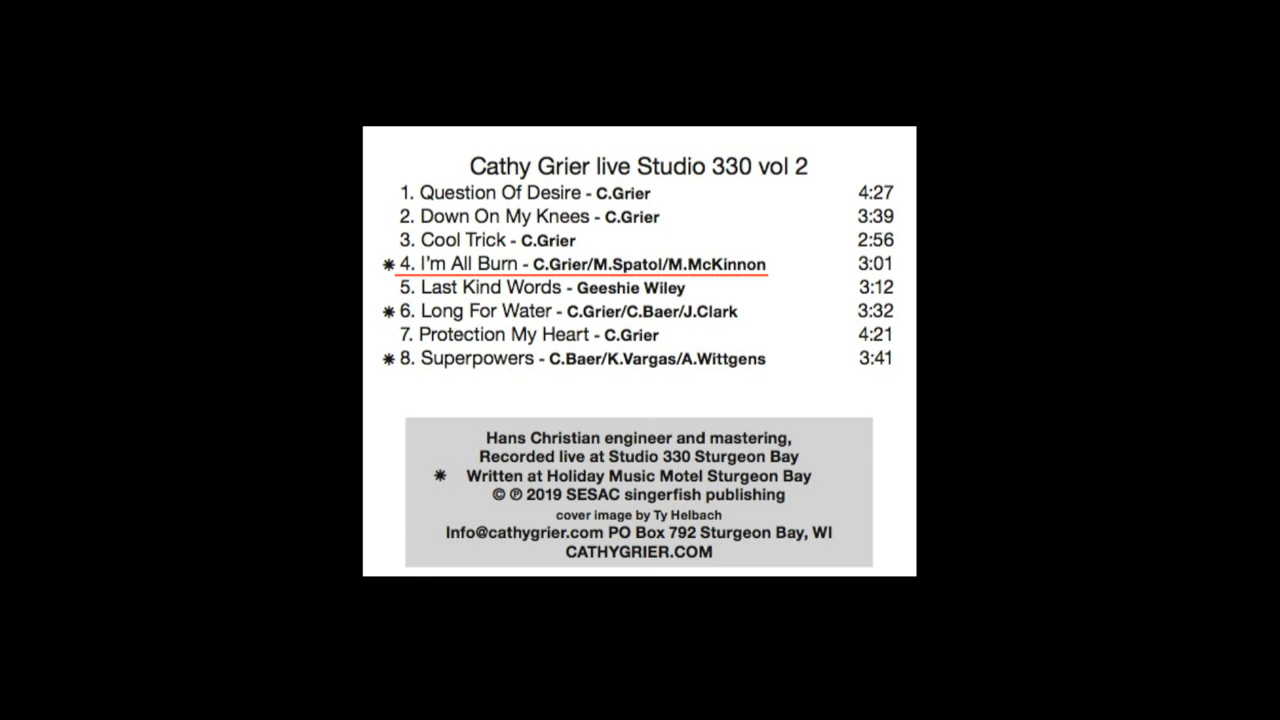 Cathy Grier live Studio 330 vol 2
1. Question Of Desire - C.Grier 4:27
2. Down On My Knees - C.Grier 3:39
3. Cool Trick - C.Grier 2:56
✷ 4. I'm All Burn - C.Grier/M.Spatol/M.McKinnon 3:01
5. Last Kind Words - Geeshie Wiley 3:12
✷ 6. Long For Water - C.Grier/C.Baer/J.Clark 3:32
7. Protection My Heart - C.Grier 4:21
✷ 8. Superpowers - C.Baer/K.Vargas/A.Wittgens 3:41
Hans Christian engineer and mastering,
Recorded live at Studio 330 Sturgeon Bay
✷ Written at Holiday Music Motel Sturgeon Bay
© ℗ 2019 SESAC singerfish publishing
cover image by Ty Helbach
Info@cathygrier.com PO Box 792 Sturgeon Bay, WI
CATHYGRIER.COM